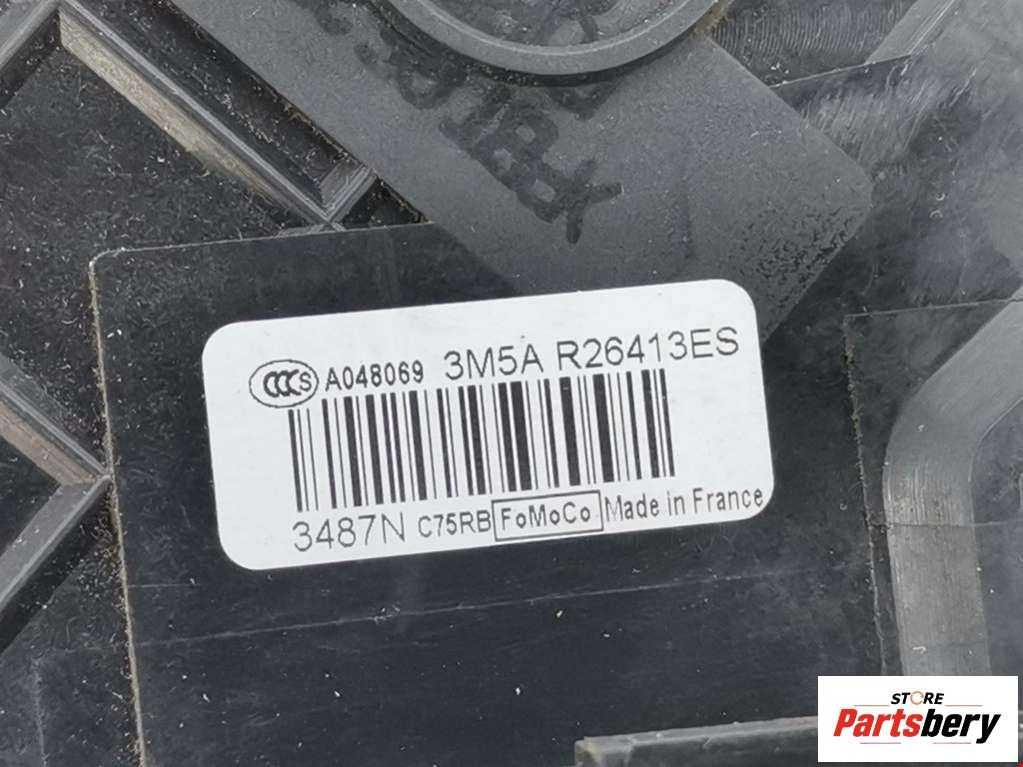 CCCS A048069 3M5A R26413ES
3487N C75RB FoMoCo Made in France
STORE
Partsbery